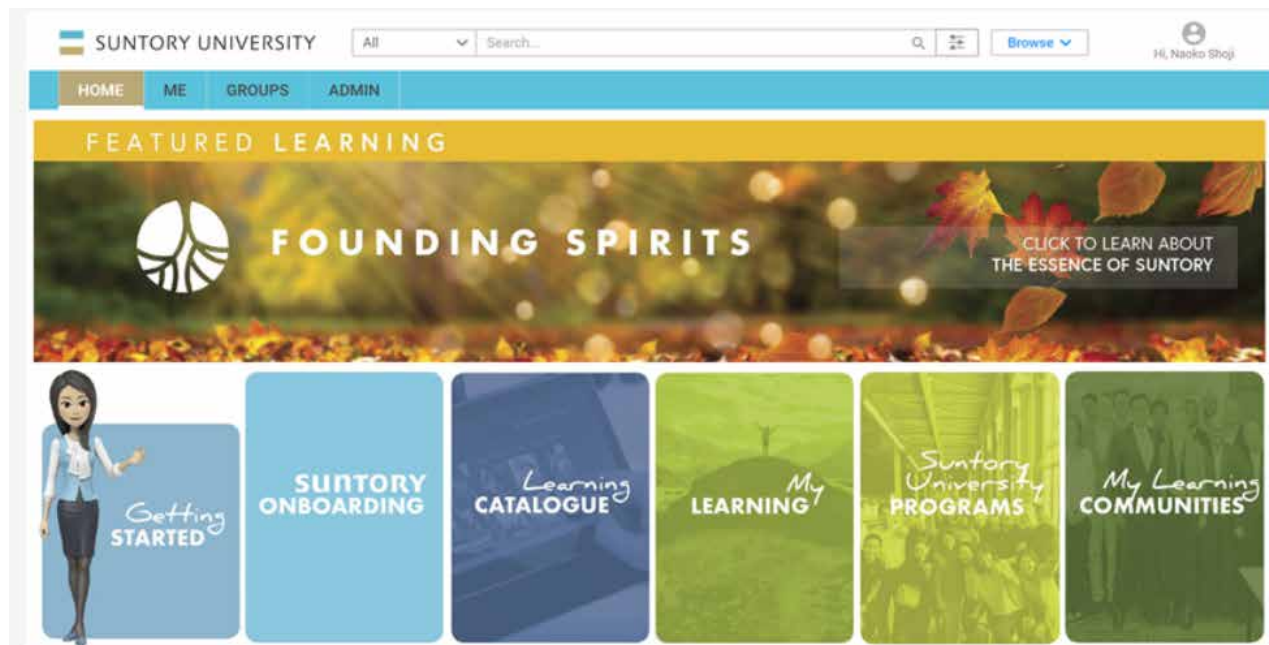 SUNTORY UNIVERSITY
All
Search...
Browse
Hi, Naoko Shoji
HOME
ME
GROUPS
ADMIN
FEATURED LEARNING
FOUNDING SPIRITS
CLICK TO LEARN ABOUT
THE ESSENCE OF SUNTORY
Getting
STARTED
SUNTORY
ONBOARDING
Learning
CATALOGUE
My
LEARNING
Suntory
University
PROGRAMS
My Learning
COMMUNITIES